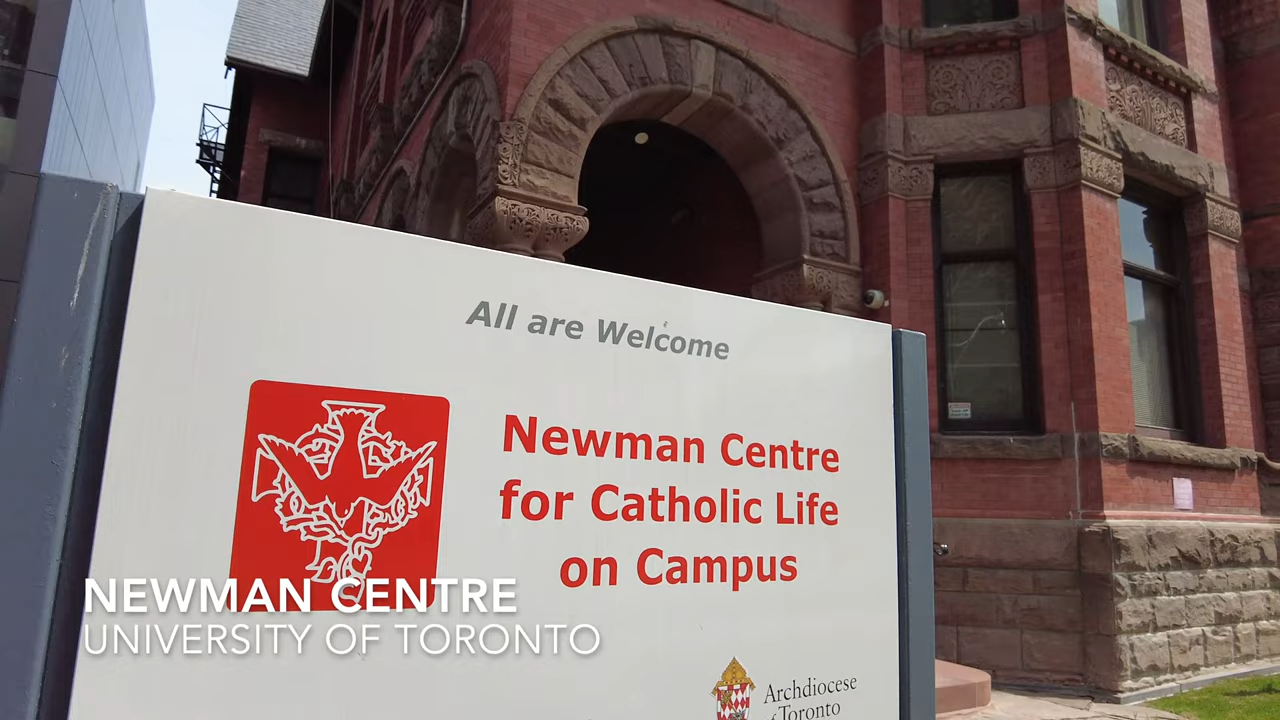 All are Welcome
Newman Centre
for Catholic Life
on Campus
NEWMAN CENTRE
UNIVERSITY OF TORONTO
Archdiocese
of Toronto